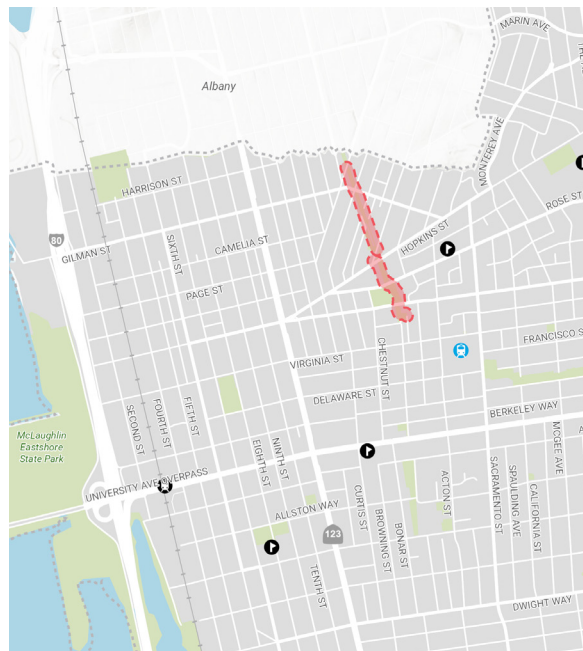 MARIN AVE
Albany
MONTEREY AVE
HARRISON ST
ROSE ST
HOPKINS ST
80
GILMAN ST
SIXTH ST
CAMELIA ST
PAGE ST
CHESTNUT ST
FRANCISCO S
VIRGINIA ST
DELAWARE ST
BERKELEY WAY
McLaughlin
Eastshore
State Park
SECOND ST
FOURTH ST
FIFTH ST
EIGHTH ST
NINTH ST
UNIVERSITY AVE OVERPASS
ALLSTON WAY
ACTON ST
SACRAMENTO ST
SPAULDING AVE
CALIFORNIA ST
MCGEE AVE
CURTIS ST
BROWNING ST
BONAR ST
123
TENTH ST
DWIGHT WAY